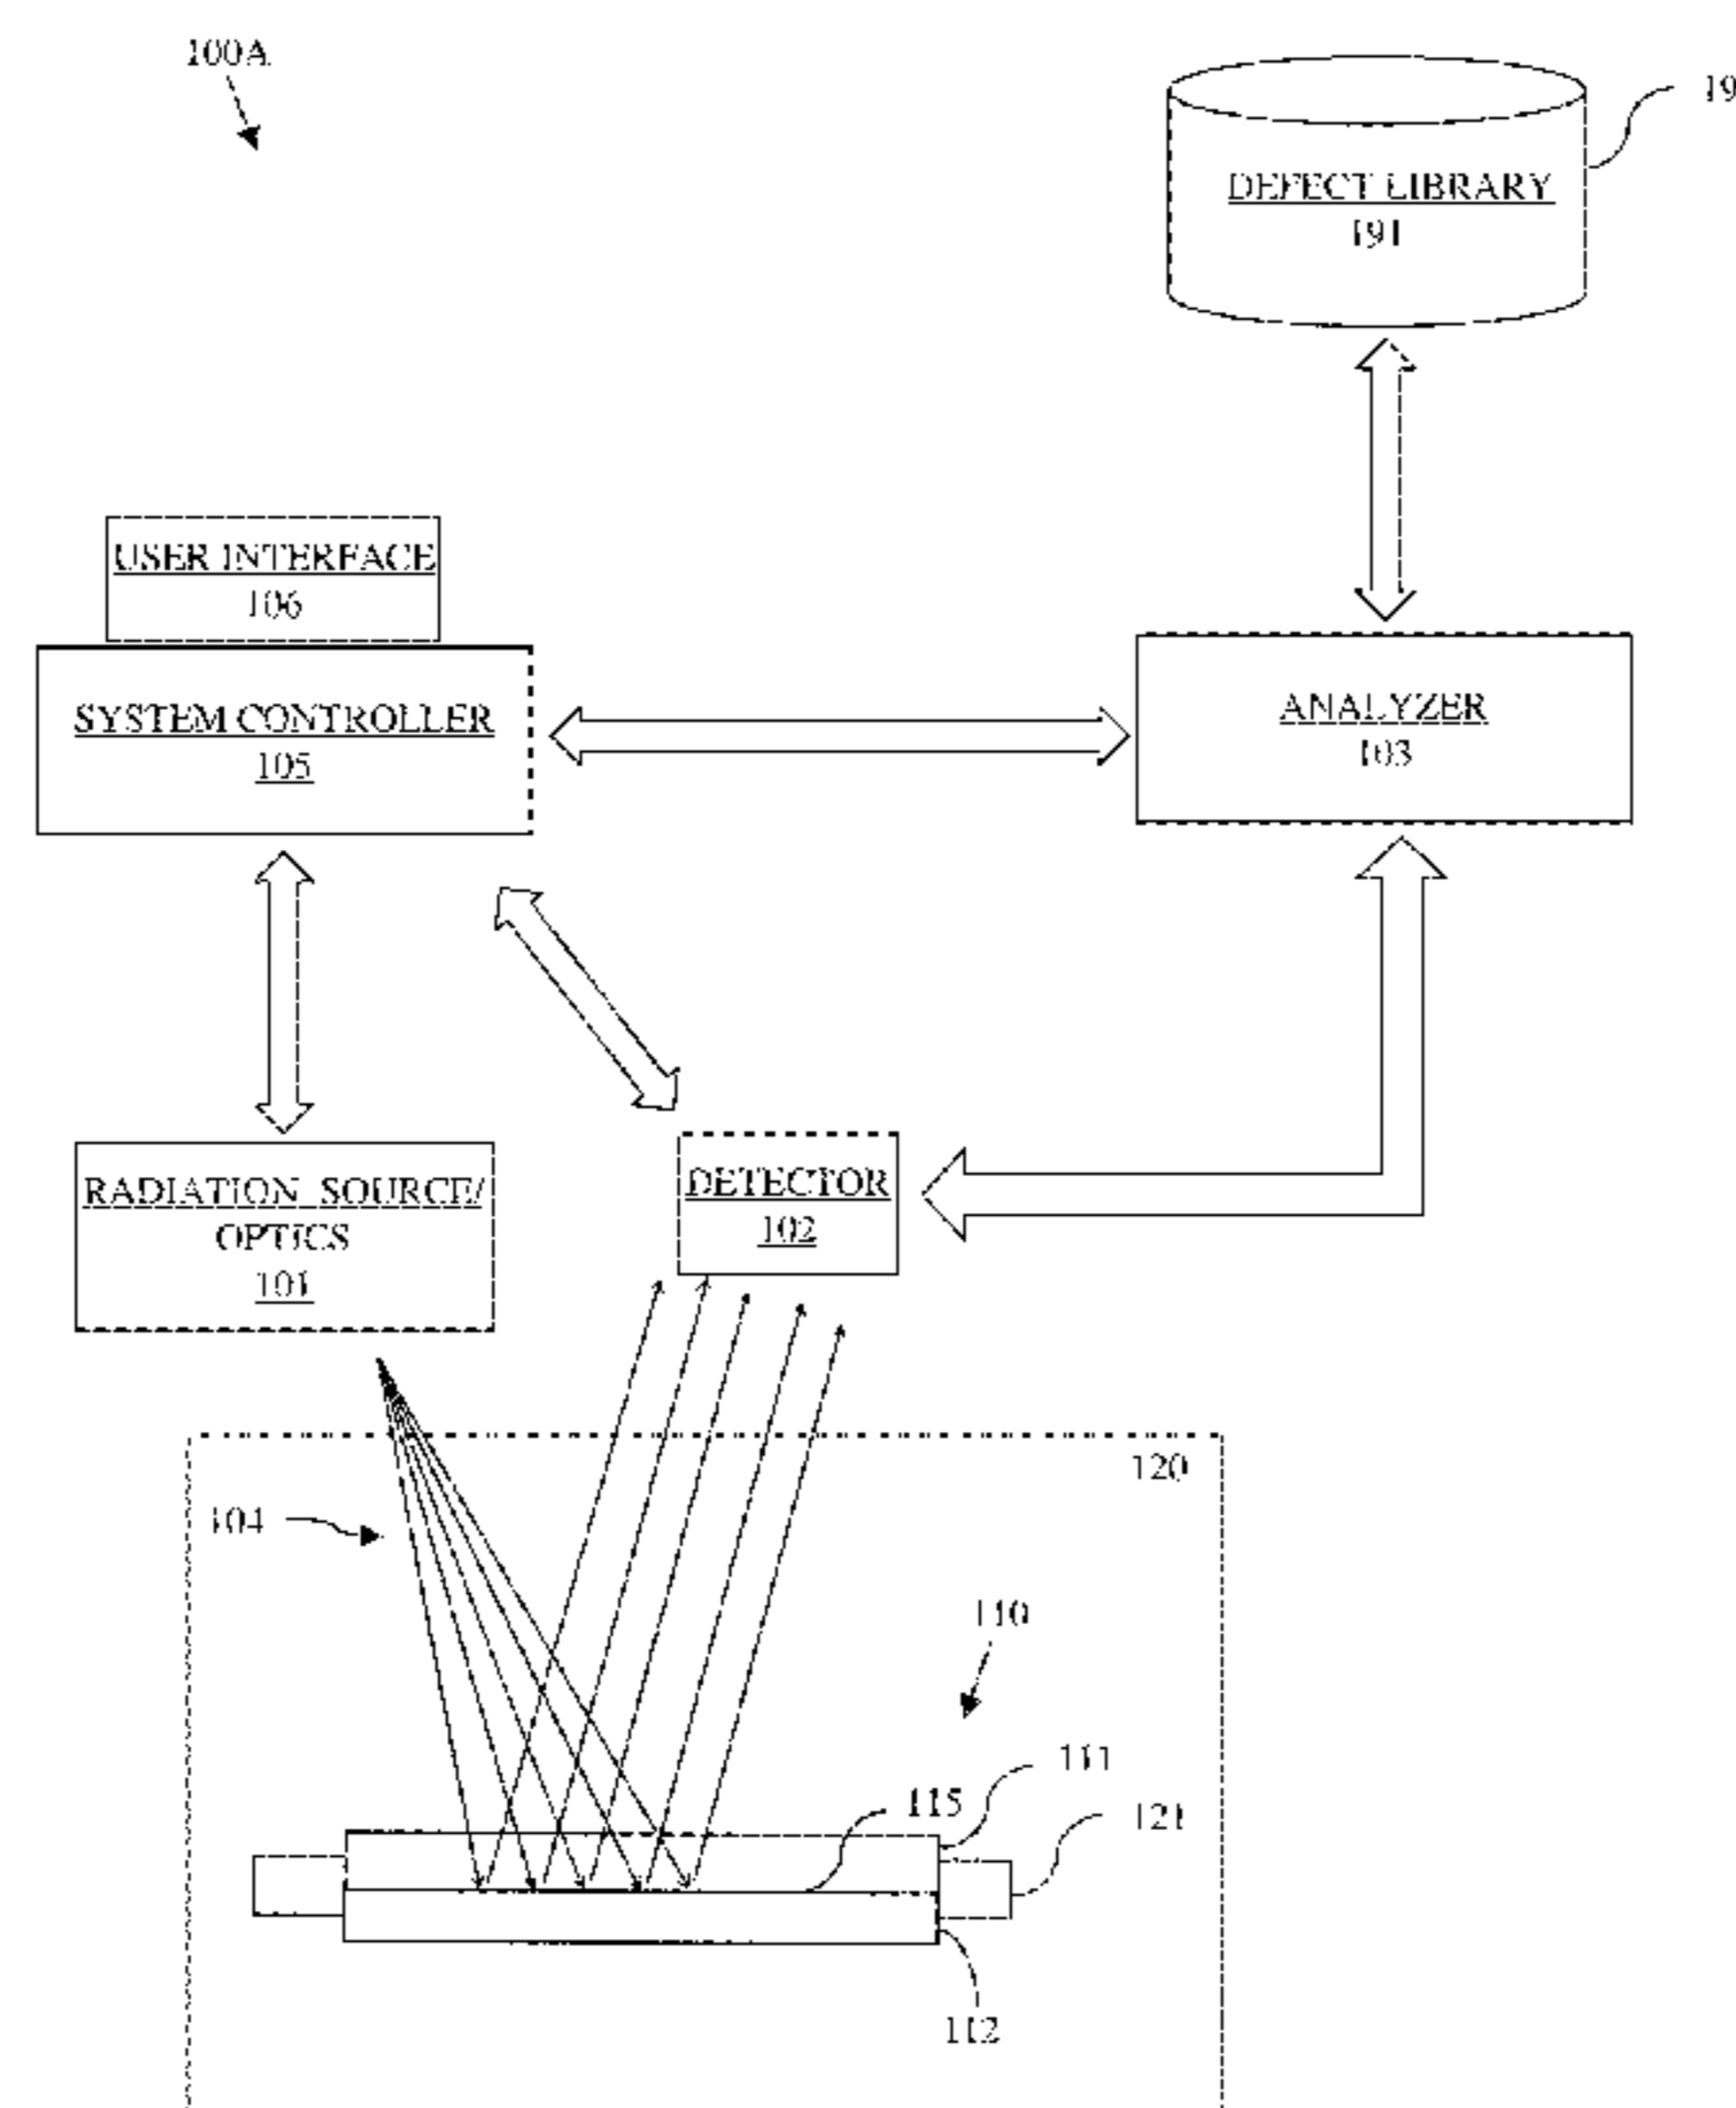 100A
19
DEFECT LIBRARY
191
USER INTERFACE
106
SYSTEM CONTROLLER
105
ANALYZER
103
RADIATION SOURCE/
OPTICS
101
DETECTOR
102
120
104
110
111
115
121
112